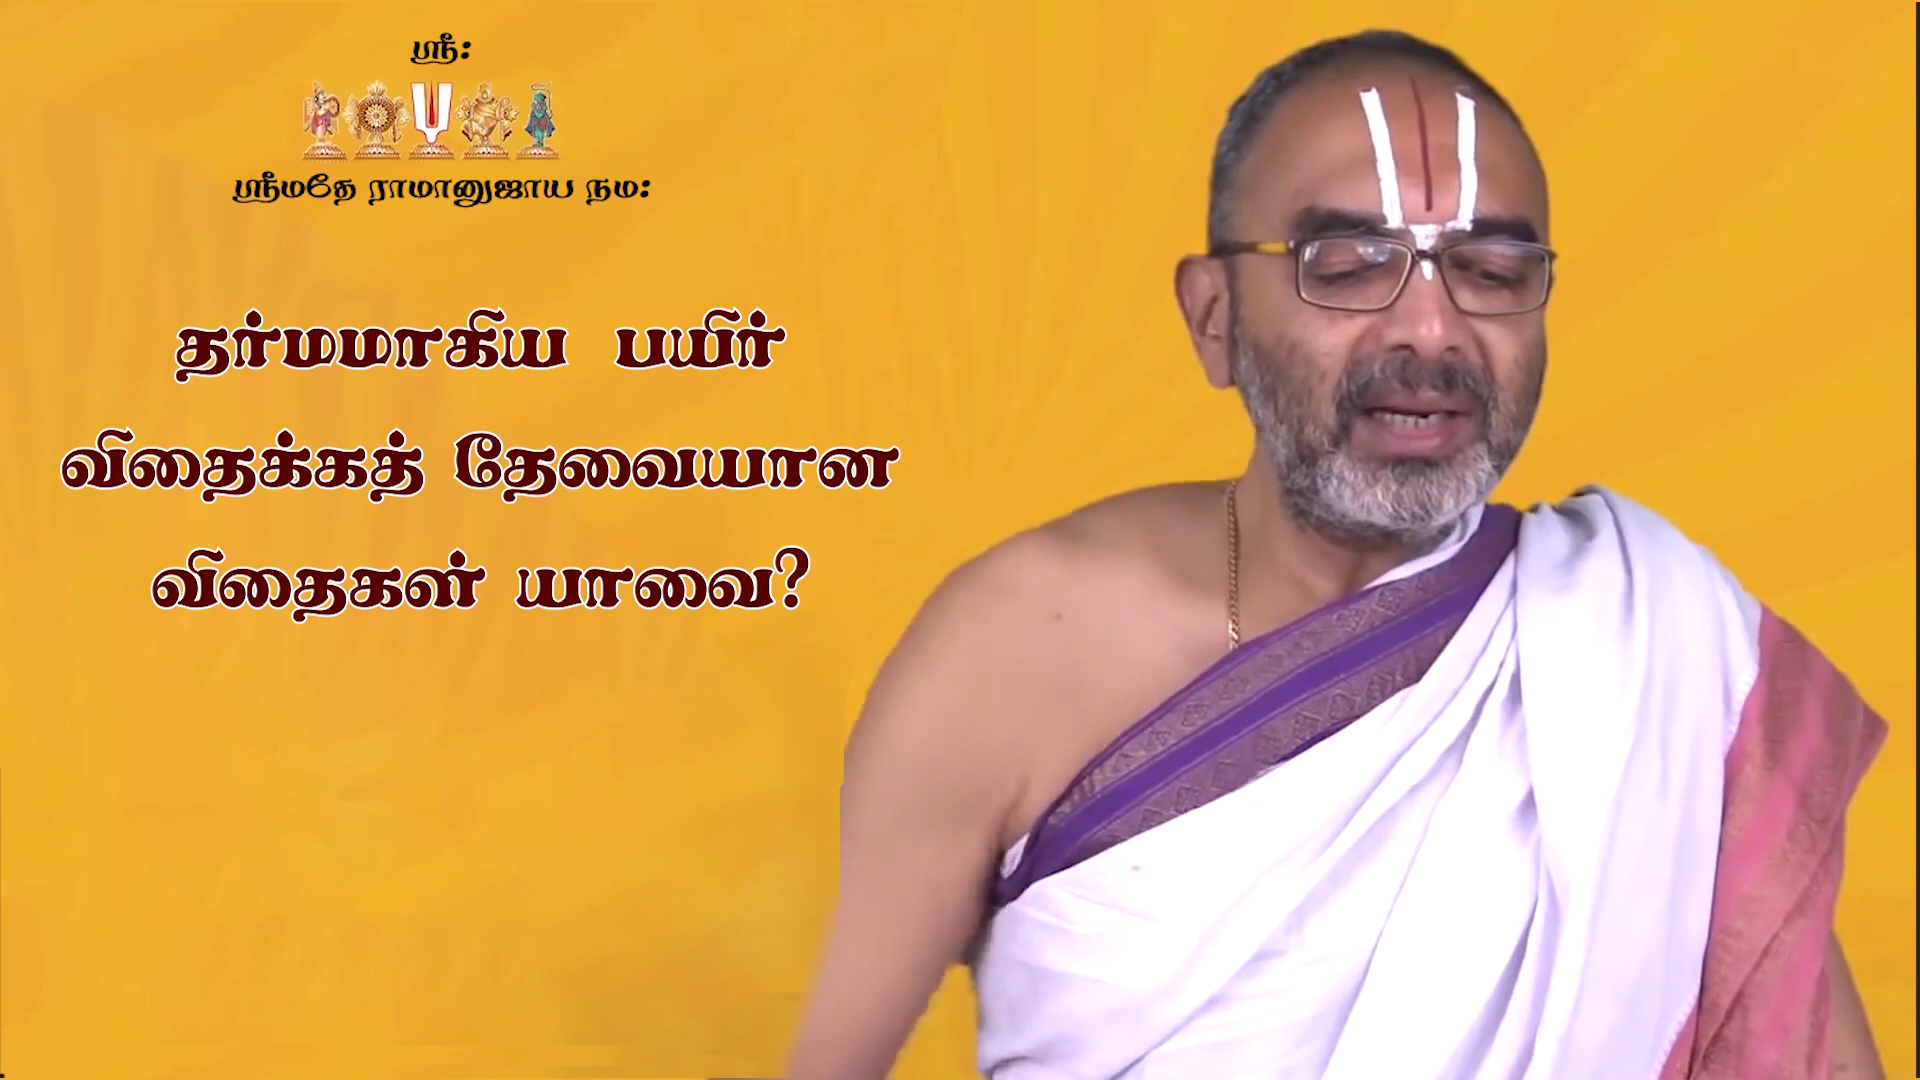 ஸ்ரீ:
ஸ்ரீமதே ராமானுஜாய நம:
தர்மமாகிய பயிர்
விதைக்கத் தேவையான
விதைகள் யாவை?